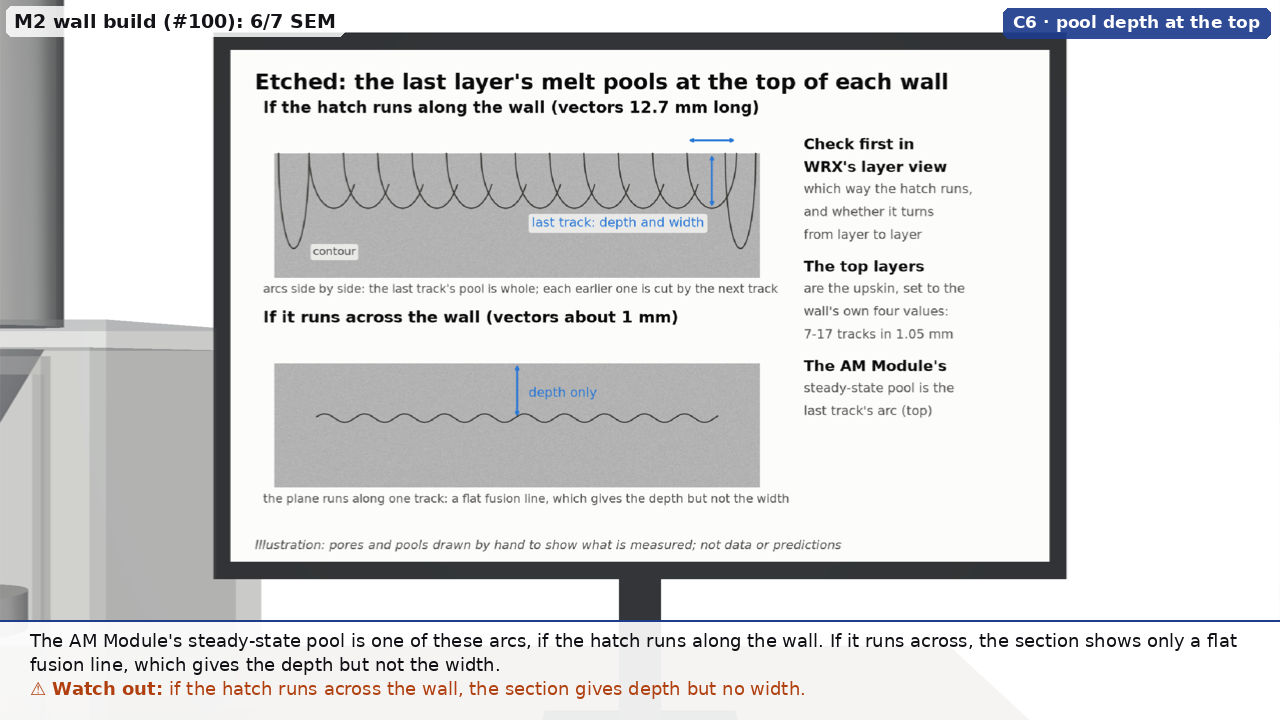 M2 wall build (#100): 6/7 SEM
C6 · pool depth at the top
Etched: the last layer's melt pools at the top of each wall
If the hatch runs along the wall (vectors 12.7 mm long)
last track: depth and width
contour
arcs side by side: the last track's pool is whole; each earlier one is cut by the next track
If it runs across the wall (vectors about 1 mm)
depth only
the plane runs along one track: a flat fusion line, which gives the depth but not the width
Check first in
WRX's layer view
which way the hatch runs,
and whether it turns
from layer to layer
The top layers
are the upskin, set to the
wall's own four values:
7-17 tracks in 1.05 mm
The AM Module's
steady-state pool is the
last track's arc (top)
Illustration: pores and pools drawn by hand to show what is measured; not data or predictions
The AM Module's steady-state pool is one of these arcs, if the hatch runs along the wall. If it runs across, the section shows only a flat
fusion line, which gives the depth but not the width.
⚠ Watch out: if the hatch runs across the wall, the section gives depth but no width.